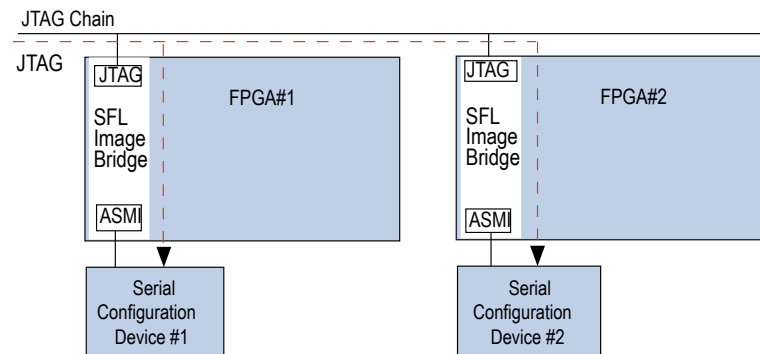 JTAG Chain
JTAG
JTAG
FPGA#1
SFL
Image
Bridge
ASMI
Serial
Configuration
Device #1
JTAG
FPGA#2
SFL
Image
Bridge
ASMI
Serial
Configuration
Device #2